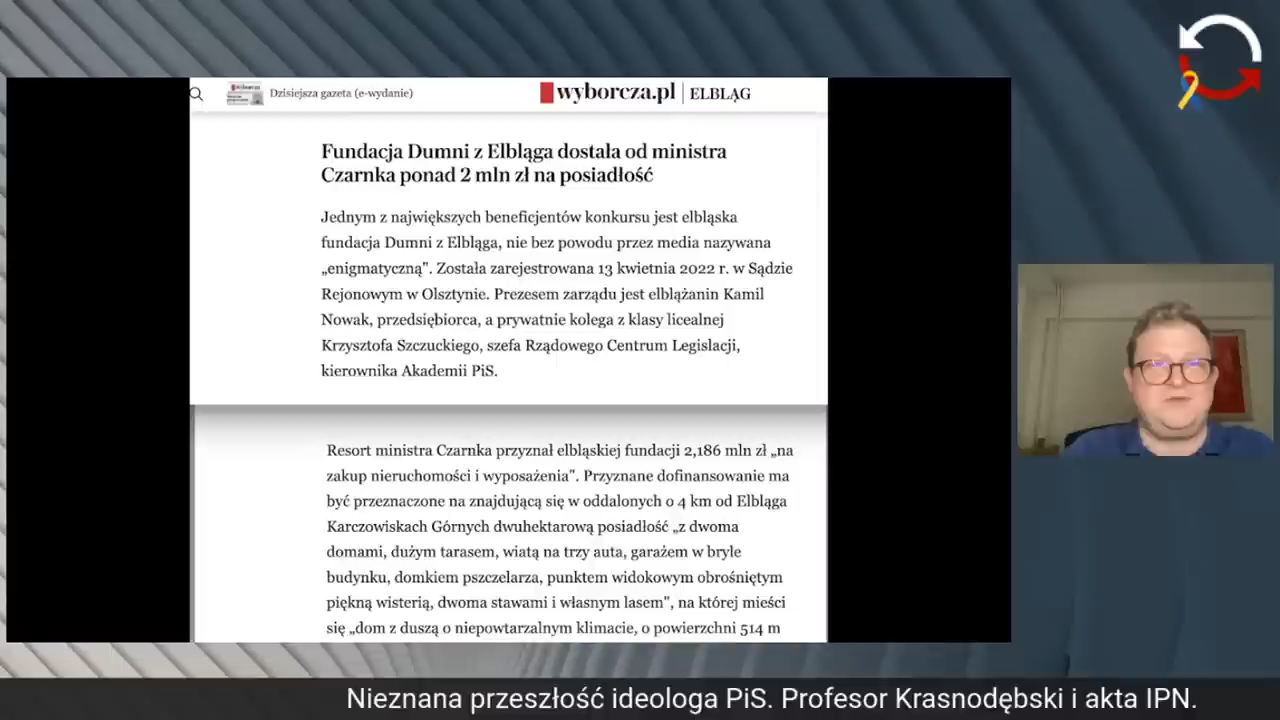 Dzisiejsza gazeta (e-wydanie)
wyborcza.pl | ELBLĄG
Fundacja Dumni z Elbląga dostała od ministra
Czarnka ponad 2 mln zł na posiadłość
Jednym z największych beneficjentów konkursu jest elbląska
fundacja Dumni z Elbląga, nie bez powodu przez media nazywana
„enigmatyczną". Została zarejestrowana 13 kwietnia 2022 r. w Sądzie
Rejonowym w Olsztynie. Prezesem zarządu jest elblążanin Kamil
Nowak, przedsiębiorca, a prywatnie kolega z klasy licealnej
Krzysztofa Szczuckiego, szefa Rządowego Centrum Legislacji,
kierownika Akademii PiS.
Resort ministra Czarnka przyznał elbląskiej fundacji 2,186 mln zł „na
zakup nieruchomości i wyposażenia". Przyznane dofinansowanie ma
być przeznaczone na znajdującą się w oddalonych o 4 km od Elbląga
Karczowiskach Górnych dwuhektarową posiadłość „z dwoma
domami, dużym tarasem, wiatą na trzy auta, garażem w bryle
budynku, domkiem pszczelarza, punktem widokowym obrośniętym
piękną wisterią, dwoma stawami i własnym lasem", na której mieści
się „dom z duszą o niepowtarzalnym klimacie, o powierzchni 514 m
Nieznana przeszłość ideologa PiS. Profesor Krasnodębski i akta IPN.